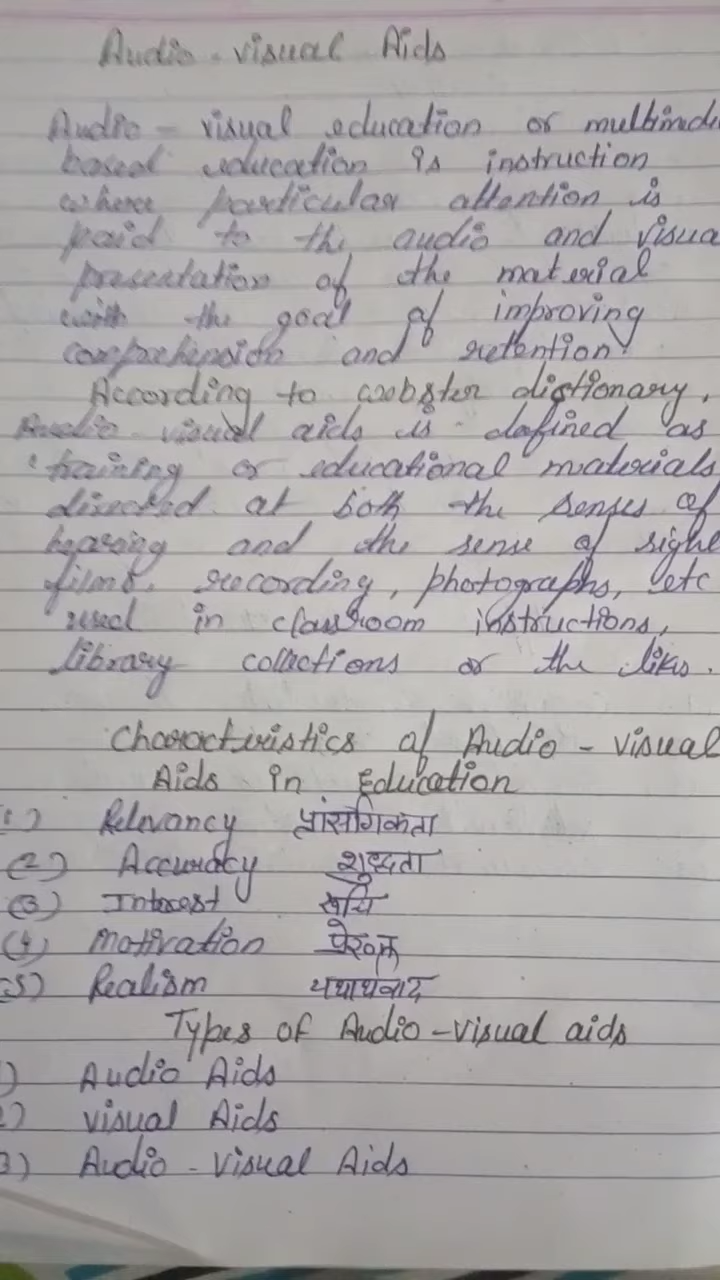 Audio - visual Aids
Audio - visual education or multimedi
based education is instruction
where particular attention is
paid to the audio and visua
presentation of the material
with the goal of improving
comprehension and retention.
According to webster dictionary,
Audio visual aids is defined as
training or educational materials
directed at both the senses of
hearing and the sense of sight
films, recording, photographs, etc
used in classroom instructions,
library collections or the likes.
Characteristics of Audio - visual
Aids in Education
(1) Relevancy प्रांसगिकता
(2) Accuracy शुद्धता
(3) Interest रूचि
(4) Motivation
(5) Realism यथार्थवाद
Types of Audio - visual aids
1) Audio Aids
2) visual Aids
3) Audio - Visual Aids